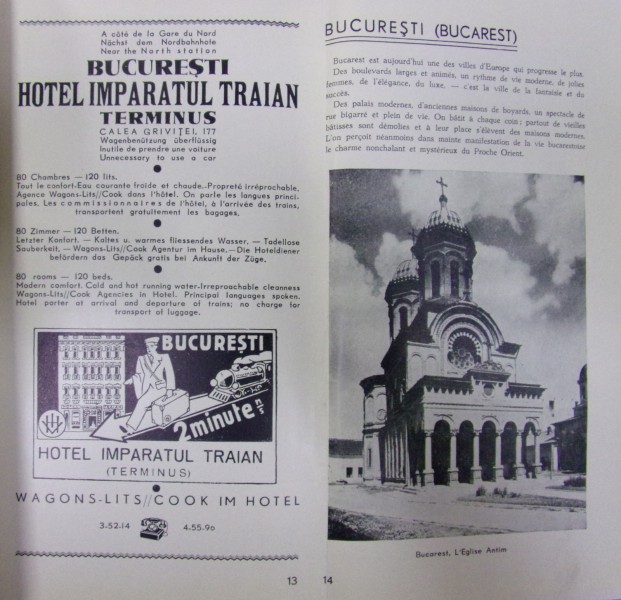 A côté de la Gare du Nord
Nächst dem Nordbahnhofe
Near the North station
BUCUREȘTI
HOTEL IMPARATUL TRAIAN
TERMINUS
CALEA GRIVIȚEI, 177
Wagenbenützung überflüssig
Inutile de prendre une voiture
Unnecessary to use a car
80 Chambres — 120 lits.
Tout le confort-Eau courante froide et chaude.-Propreté irréprochable.
Agence Wagons-Lits//Cook dans l'hôtel. On parle les langues princi-
pales. Les commissionnaires de l'hôtel, à l'arrivée des trains,
transportent gratuitement les bagages.
80 Zimmer — 120 Betten.
Letzter Konfort. — Kaltes u. warmes fliessendes Wasser. — Tadellose
Sauberkeit. — Wagons-Lits//Cook Agentur im Hause. — Die Hoteldiener
befördern das Gepäck gratis bei Ankunft der Züge.
80 rooms — 120 beds.
Modern comfort. Cold and hot running water-Irreproachable cleanness
Wagons-Lits//Cook Agencies in Hotel. Principal languages spoken.
Hotel porter at arrival and departure of trains; no charge for
transport of luggage.
BUCUREȘTI
2 minute
HOTEL IMPARATUL TRAIAN
(TERMINUS)
WAGONS-LITS//COOK IM HOTEL
3-52-14 4.55.96
13
BUCUREȘTI (BUCAREST)
Bucarest est aujourd'hui une des villes d'Europe qui progresse le plus.
Des boulevards larges et animés, un rythme de vie moderne, de jolies
femmes, de l'élégance, du luxe, — c'est la ville de la fantaisie et du
succès.
Des palais modernes, d'anciennes maisons de boyards, un spectacle de
rue bigarré et plein de vie. On bâtit à chaque coin; partout de vieilles
bâtisses sont démolies et à leur place s'élèvent des maisons modernes.
L'on perçoit néanmoins dans mainte manifestation de la vie bucarestoise
le charme nonchalant et mystérieux du Proche Orient.
Bucarest, L'Eglise Antim
14